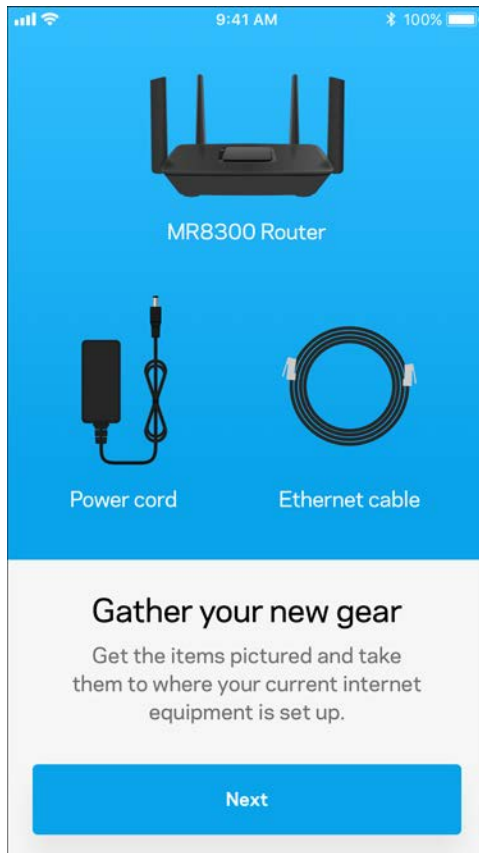 9:41 AM 100%
MR8300 Router
Power cord Ethernet cable
Gather your new gear
Get the items pictured and take
them to where your current internet
equipment is set up.
Next